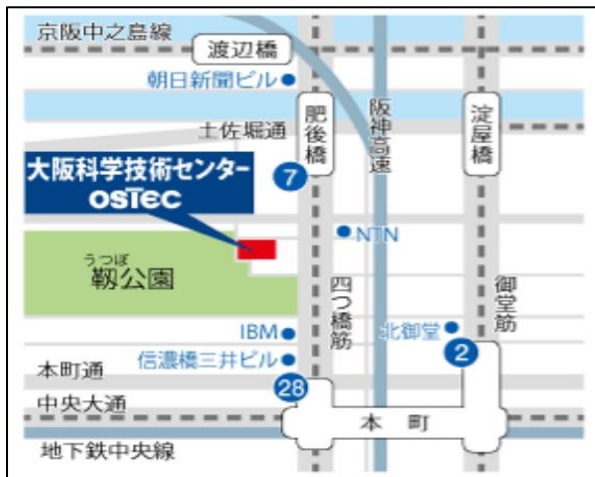 京阪中之島線
渡辺橋
朝日新聞ビル
土佐堀通
肥後橋
阪神高速
淀屋橋
大阪科学技術センター
OSTEC
7
NTN
うつぼ
靱公園
四つ橋筋
御堂筋
IBM
北御堂
2
信濃橋三井ビル
本町通
28
中央大通
本町
地下鉄中央線